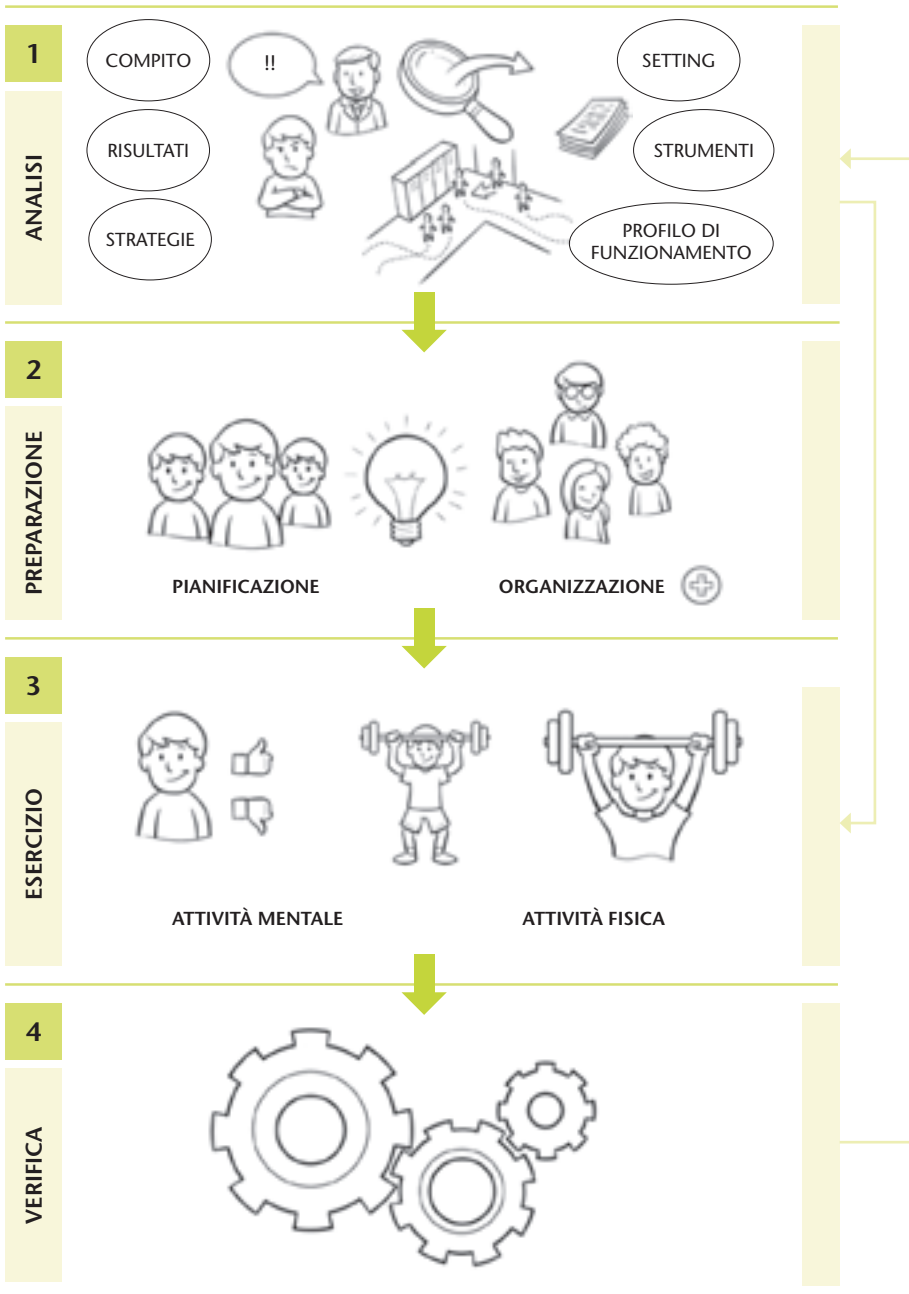 1
ANALISI
COMPITO
!!
SETTING
RISULTATI
STRUMENTI
STRATEGIE
PROFILO DI
FUNZIONAMENTO
2
PREPARAZIONE
PIANIFICAZIONE
ORGANIZZAZIONE
3
ESERCIZIO
ATTIVITÀ MENTALE
ATTIVITÀ FISICA
4
VERIFICA